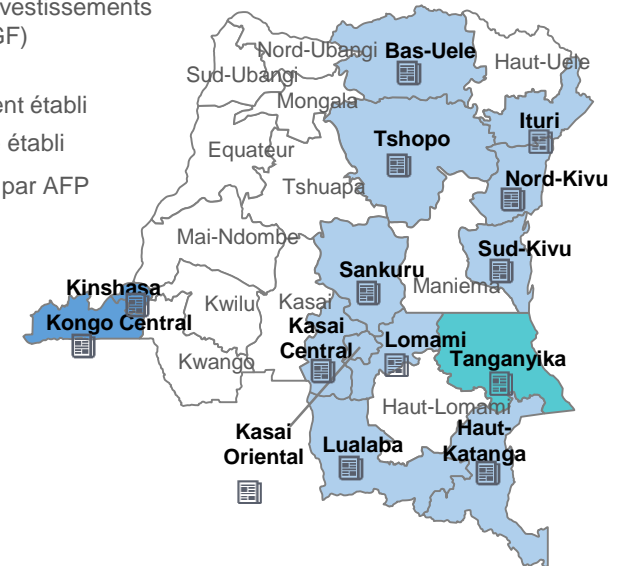 vestissements
GF)
ent établi
établi
par AFP
Nord-Ubangi
Bas-Uele
Haut-Uele
Sud-Ubangi
Mongala
Ituri
Equateur
Tshopo
Tshuapa
Nord-Kivu
Mai-Ndombe
Sud-Kivu
Sankuru
Maniema
Kinshasa
Kwilu
Kasai
Kongo Central
Kasai
Central
Lomami
Kwango
Tanganyika
Haut-Lomami
Kasai
Oriental
Lualaba
Haut-
Katanga